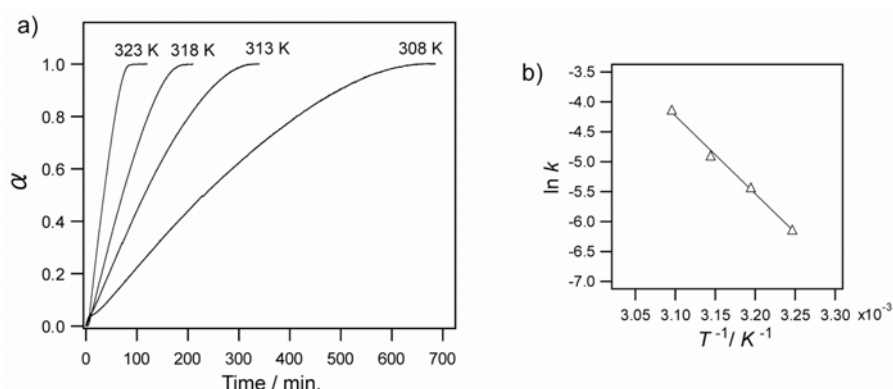 a)
323 K 318 K 313 K 308 K
1.0
0.8
0.6
0.4
0.2
0.0
α
0 100 200 300 400 500 600 700
Time / min.
b)
-3.5
-4.0
-4.5
-5.0
-5.5
-6.0
-6.5
-7.0
ln k
3.05 3.10 3.15 3.20 3.25 3.30 x10⁻³
T⁻¹/ K⁻¹